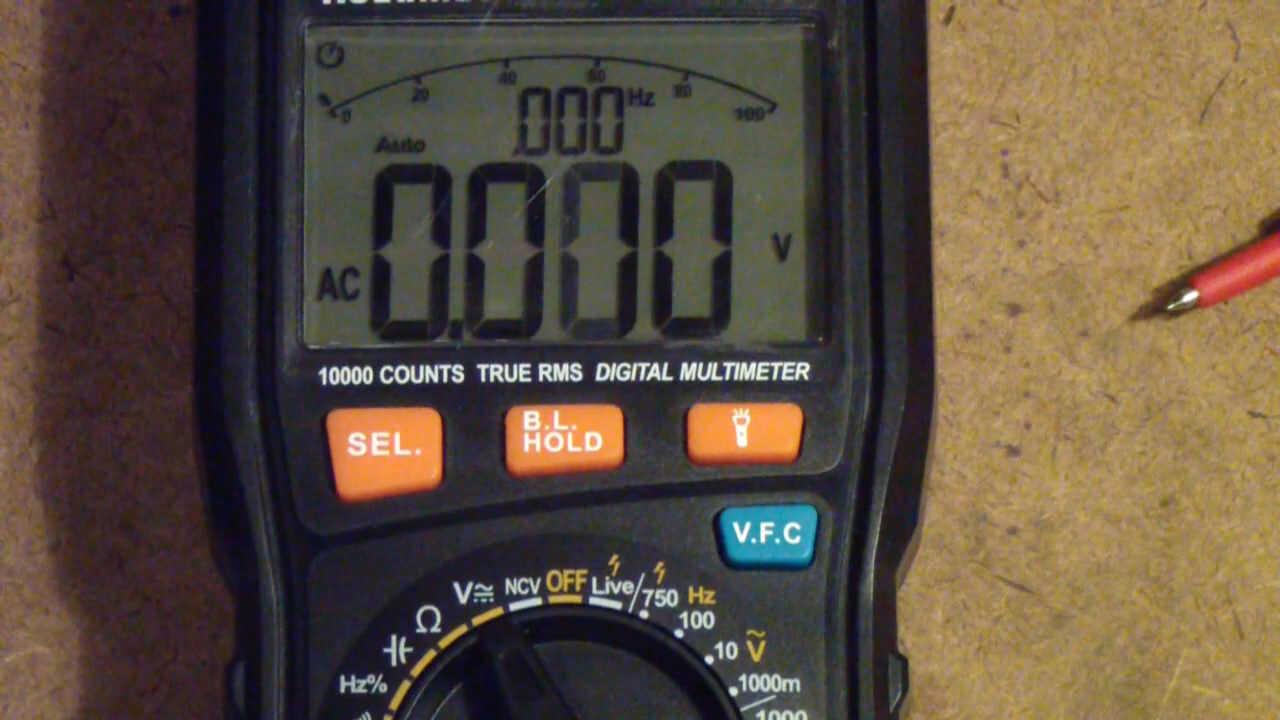 0 20 40 60 80 100
.000 Hz
Auto
AC 0.000 V
10000 COUNTS TRUE RMS DIGITAL MULTIMETER
SEL.
B.L.
HOLD
V.F.C
V≂ NCV OFF Live/750 Hz
Ω 100
10 V
Hz% 1000m
1000